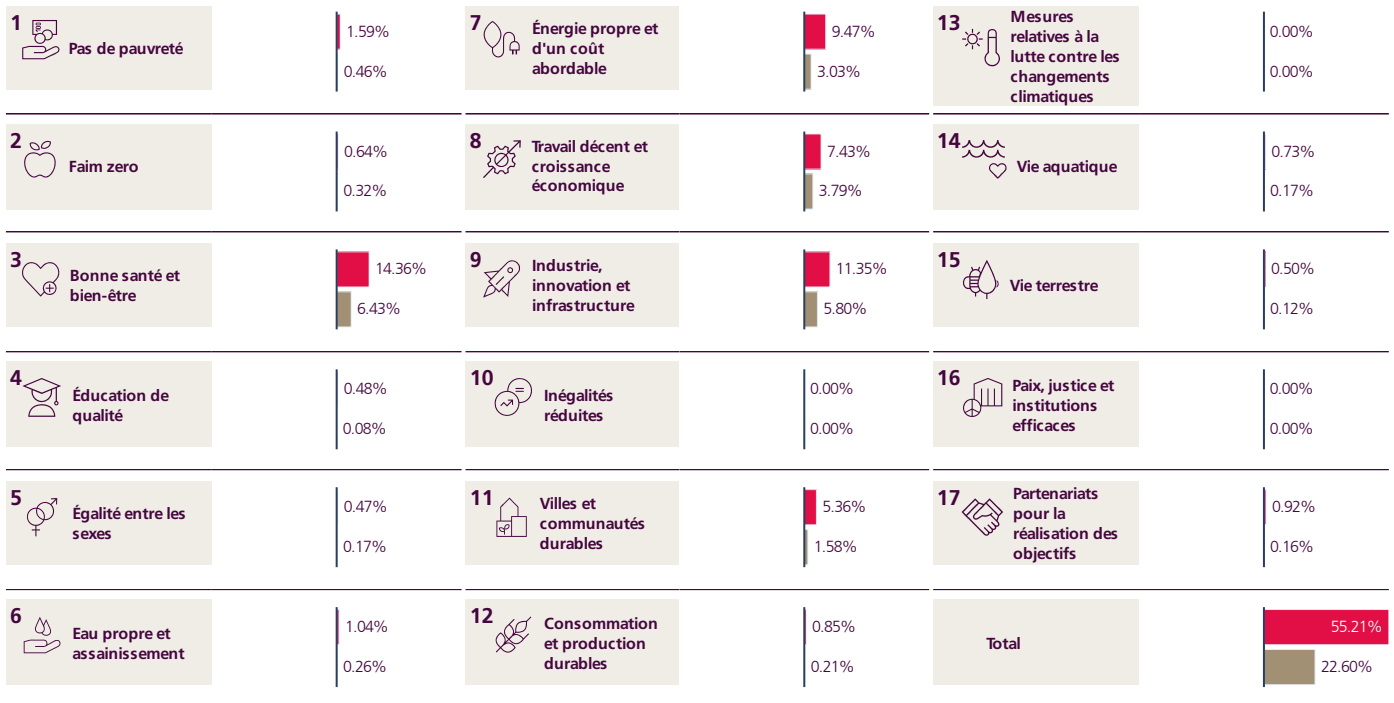 1
Pas de pauvreté
1.59%
0.46%
2
Faim zero
0.64%
0.32%
3
Bonne santé et
bien-être
14.36%
6.43%
4
Éducation de
qualité
0.48%
0.08%
5
Égalité entre les
sexes
0.47%
0.17%
6
Eau propre et
assainissement
1.04%
0.26%
7
Énergie propre et
d'un coût
abordable
9.47%
3.03%
8
Travail décent et
croissance
économique
7.43%
3.79%
9
Industrie,
innovation et
infrastructure
11.35%
5.80%
10
Inégalités
réduites
0.00%
0.00%
11
Villes et
communautés
durables
5.36%
1.58%
12
Consommation
et production
durables
0.85%
0.21%
13
Mesures
relatives à la
lutte contre les
changements
climatiques
0.00%
0.00%
14
Vie aquatique
0.73%
0.17%
15
Vie terrestre
0.50%
0.12%
16
Paix, justice et
institutions
efficaces
0.00%
0.00%
17
Partenariats
pour la
réalisation des
objectifs
0.92%
0.16%
Total
55.21%
22.60%